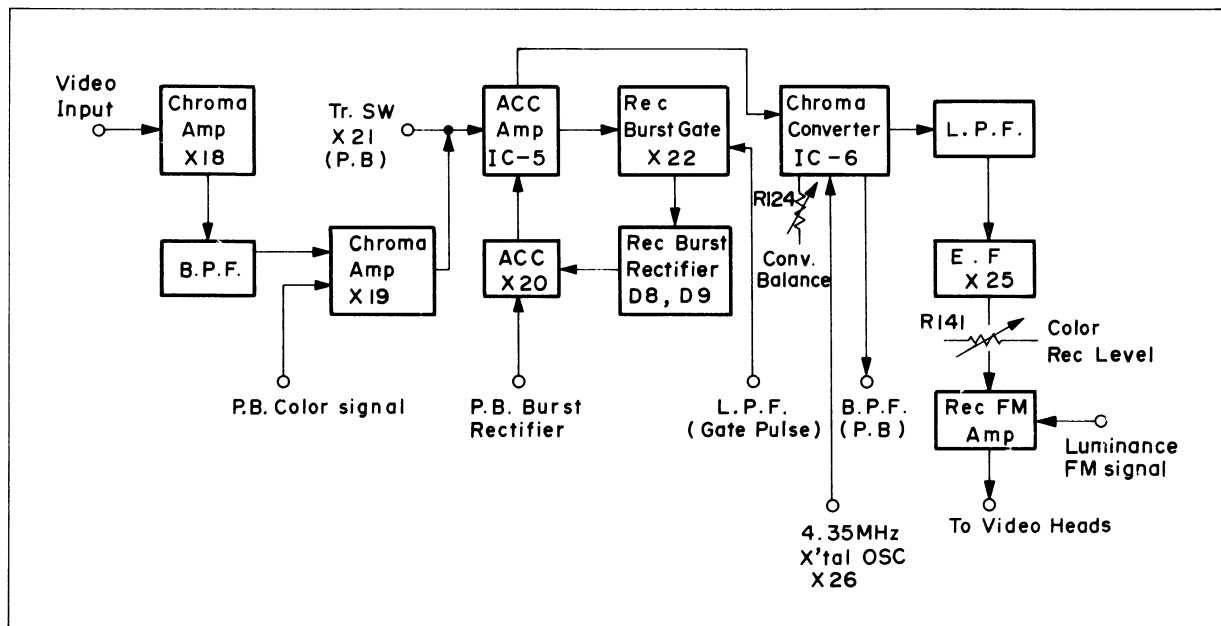 Video
Input
Chroma
Amp
X18
B.P.F.
Chroma
Amp
X19
P.B. Color signal
Tr. SW
X21
(P.B)
ACC
Amp
IC-5
ACC
X20
P.B. Burst
Rectifier
Rec
Burst Gate
X22
Rec Burst
Rectifier
D8, D9
L.P.F.
(Gate Pulse)
Chroma
Converter
IC-6
R124
Conv.
Balance
B.P.F.
(P.B)
4.35MHz
X'tal OSC
X26
L.P.F.
E.F
X25
R141
Color
Rec Level
Rec FM
Amp
Luminance
FM signal
To Video Heads